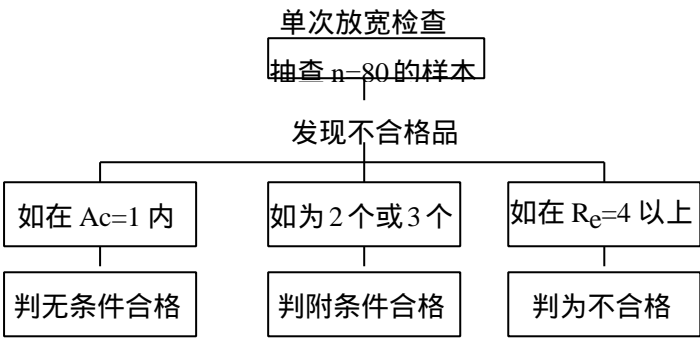 单次放宽检查
抽查 n=80 的样本
发现不合格品
如在 Ac=1 内
如为 2 个或 3 个
如在 Re=4 以上
判无条件合格
判附条件合格
判为不合格